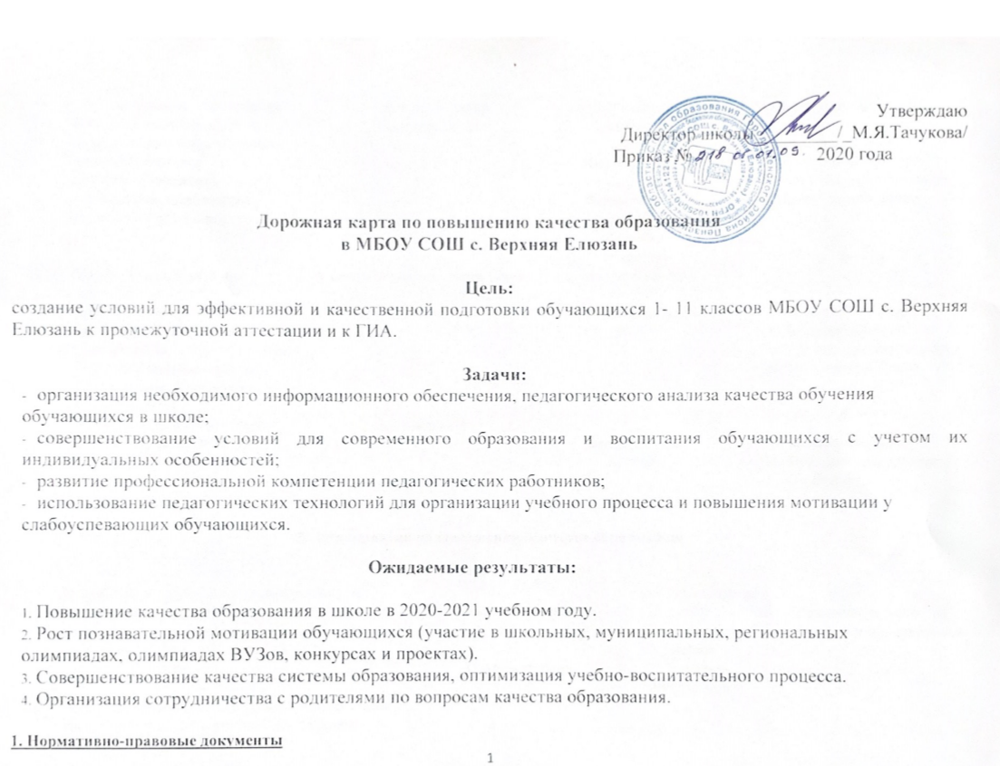 Утверждаю
Директор школы __________/_М.Я.Тачукова/
Приказ № 218 от 01.09. 2020 года
Дорожная карта по повышению качества образования
в МБОУ СОШ с. Верхняя Елюзань
Цель:
создание условий для эффективной и качественной подготовки обучающихся 1- 11 классов МБОУ СОШ с. Верхняя
Елюзань к промежуточной аттестации и к ГИА.
Задачи:
- организация необходимого информационного обеспечения, педагогического анализа качества обучения
обучающихся в школе;
- совершенствование условий для современного образования и воспитания обучающихся с учетом их
индивидуальных особенностей;
- развитие профессиональной компетенции педагогических работников;
- использование педагогических технологий для организации учебного процесса и повышения мотивации у
слабоуспевающих обучающихся.
Ожидаемые результаты:
1. Повышение качества образования в школе в 2020-2021 учебном году.
2. Рост познавательной мотивации обучающихся (участие в школьных, муниципальных, региональных
олимпиадах, олимпиадах ВУЗов, конкурсах и проектах).
3. Совершенствование качества системы образования, оптимизация учебно-воспитательного процесса.
4. Организация сотрудничества с родителями по вопросам качества образования.
1. Нормативно-правовые документы
1